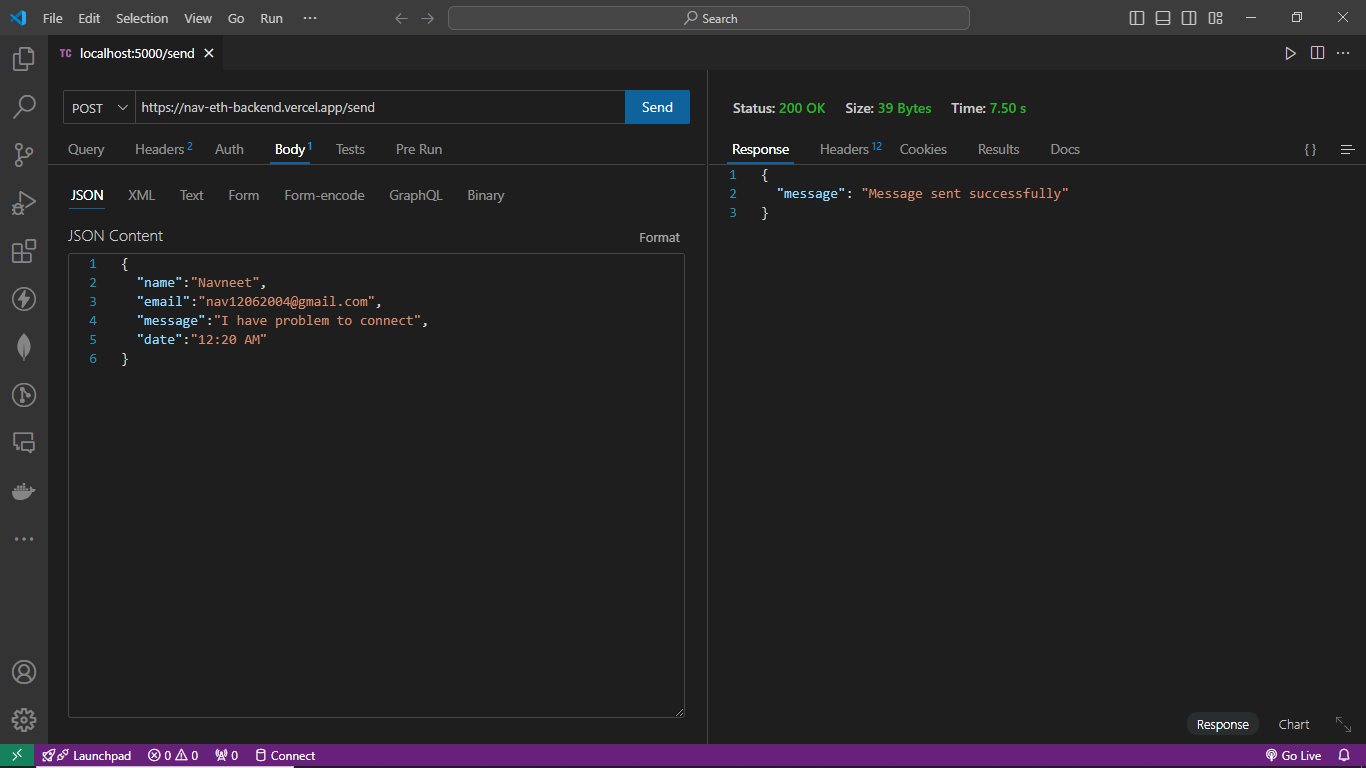 File Edit Selection View Go Run ··· Search
TC localhost:5000/send
POST https://nav-eth-backend.vercel.app/send Send
Query Headers 2 Auth Body 1 Tests Pre Run
JSON XML Text Form Form-encode GraphQL Binary
JSON Content Format
1 {
2 "name":"Navneet",
3 "email":"nav12062004@gmail.com",
4 "message":"I have problem to connect",
5 "date":"12:20 AM"
6 }
Status: 200 OK Size: 39 Bytes Time: 7.50 s
Response Headers 12 Cookies Results Docs { }
1 {
2 "message": "Message sent successfully"
3 }
Response Chart
Launchpad 0 0 0 Connect Go Live